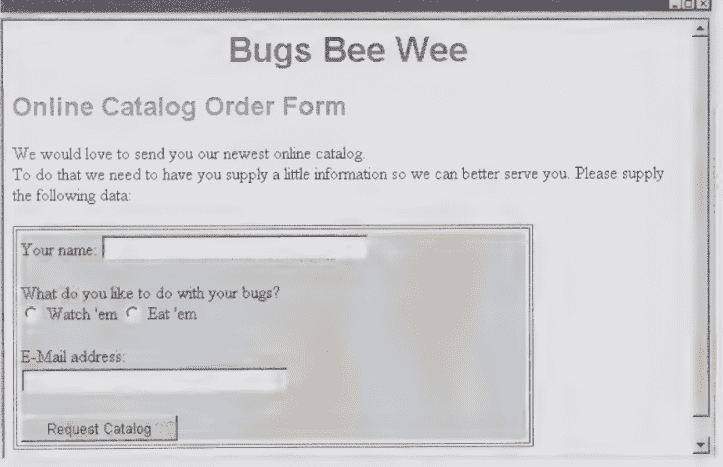 Bugs Bee Wee
Online Catalog Order Form
We would love to send you our newest online catalog.
To do that we need to have you supply a little information so we can better serve you. Please supply
the following data:
Your name:
What do you like to do with your bugs?
Watch 'em Eat 'em
E-Mail address:
Request Catalog